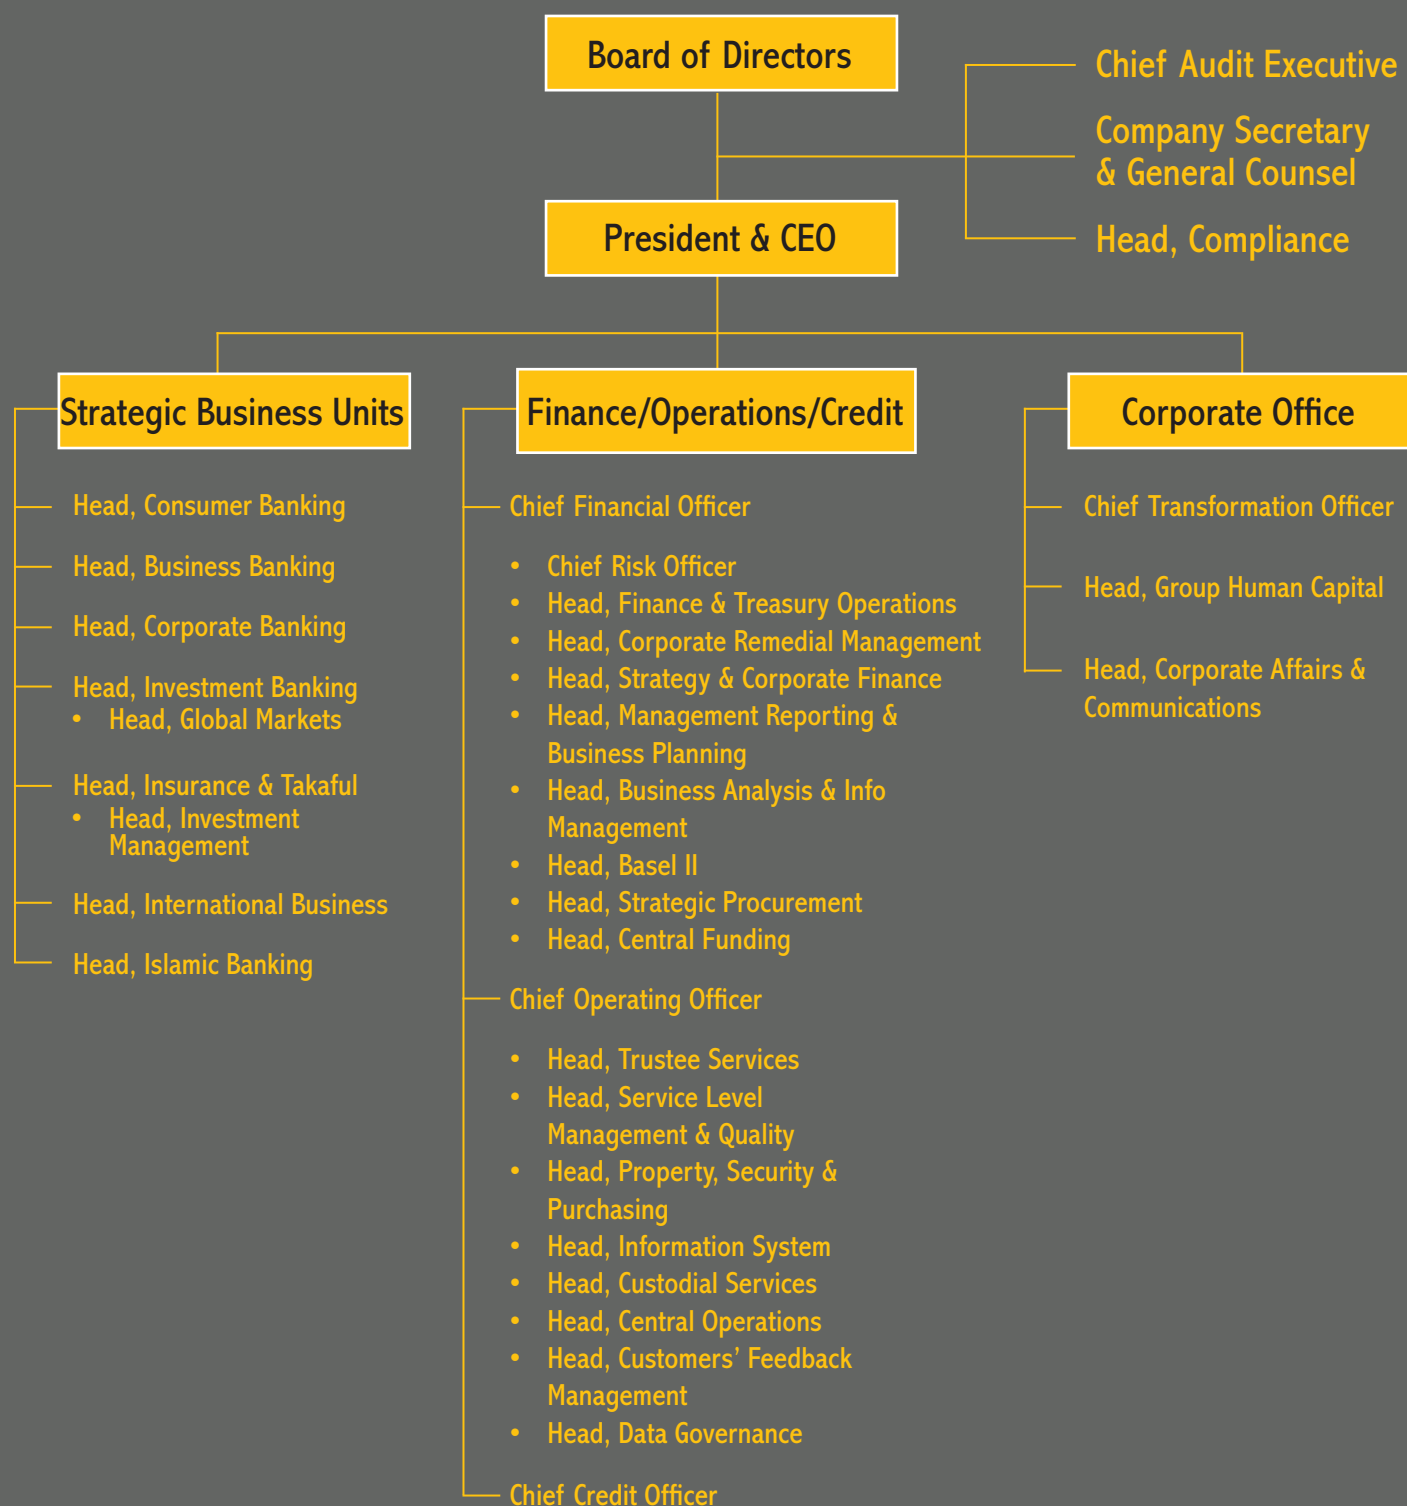 Board of Directors
Chief Audit Executive
Company Secretary
& General Counsel
Head, Compliance
President & CEO
Strategic Business Units
Head, Consumer Banking
Head, Business Banking
Head, Corporate Banking
Head, Investment Banking
• Head, Global Markets
Head, Insurance & Takaful
• Head, Investment
Management
Head, International Business
Head, Islamic Banking
Finance/Operations/Credit
Chief Financial Officer
• Chief Risk Officer
• Head, Finance & Treasury Operations
• Head, Corporate Remedial Management
• Head, Strategy & Corporate Finance
• Head, Management Reporting &
Business Planning
• Head, Business Analysis & Info
Management
• Head, Basel II
• Head, Strategic Procurement
• Head, Central Funding
Chief Operating Officer
• Head, Trustee Services
• Head, Service Level
Management & Quality
• Head, Property, Security &
Purchasing
• Head, Information System
• Head, Custodial Services
• Head, Central Operations
• Head, Customers’ Feedback
Management
• Head, Data Governance
Chief Credit Officer
Corporate Office
Chief Transformation Officer
Head, Group Human Capital
Head, Corporate Affairs &
Communications